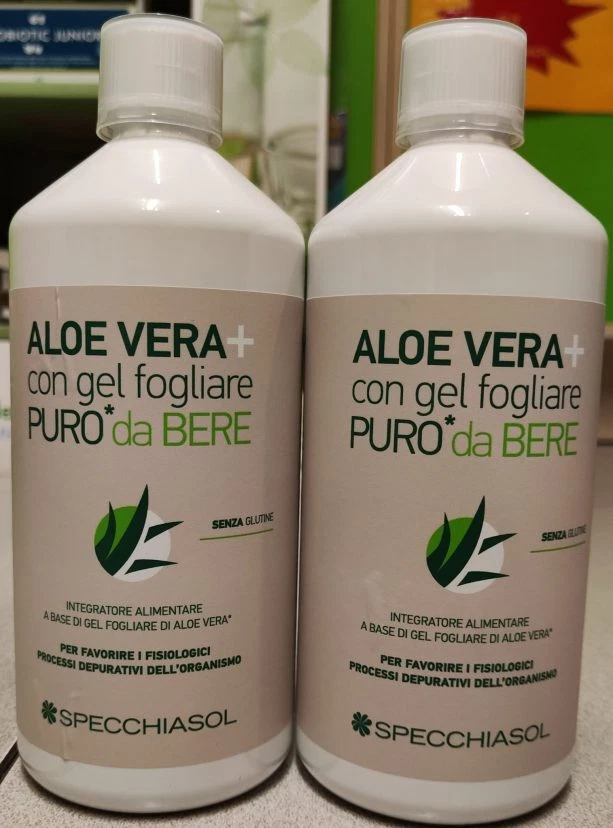 OBIOTIC JUNIOR
ALOE VERA+
con gel fogliare
PURO* da BERE
SENZA GLUTINE
INTEGRATORE ALIMENTARE
A BASE DI GEL FOGLIARE DI ALOE VERA*
PER FAVORIRE I FISIOLOGICI
PROCESSI DEPURATIVI DELL'ORGANISMO
SPECCHIASOL
ALOE VERA+
con gel fogliare
PURO* da BERE
SENZA GLUTINE
INTEGRATORE ALIMENTARE
A BASE DI GEL FOGLIARE DI ALOE VERA*
PER FAVORIRE I FISIOLOGICI
PROCESSI DEPURATIVI DELL'ORGANISMO
SPECCHIASOL